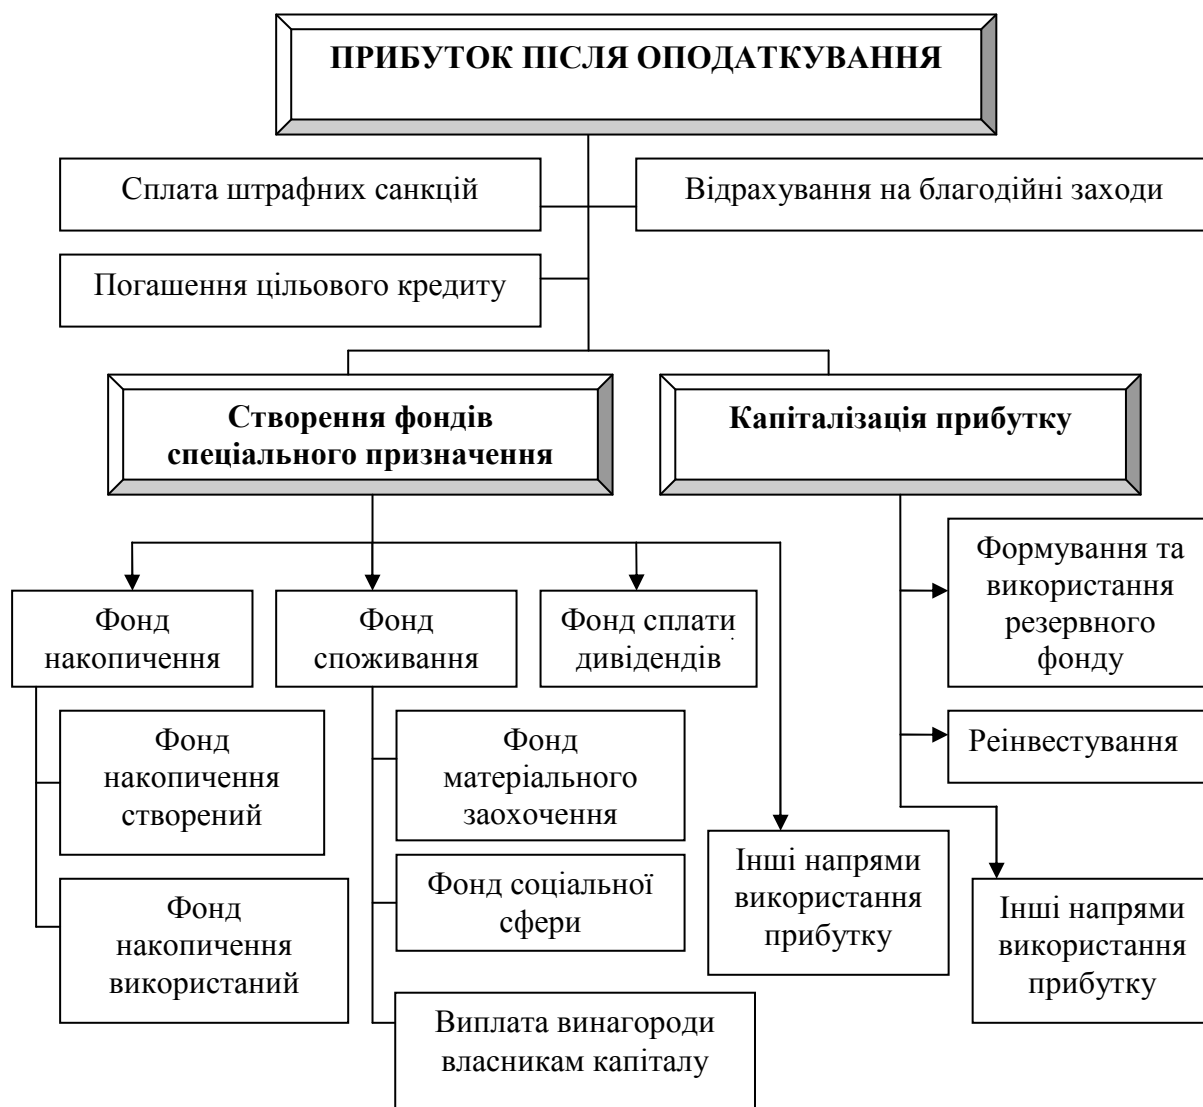 ПРИБУТОК ПІСЛЯ ОПОДАТКУВАННЯ
Сплата штрафних санкцій
Відрахування на благодійні заходи
Погашення цільового кредиту
Створення фондів
спеціального призначення
Капіталізація прибутку
Формування та
використання
резервного
фонду
Фонд
накопичення
Фонд
споживання
Фонд сплати
дивідендів
Реінвестування
Фонд
накопичення
створений
Фонд
матеріального
заохочення
Інші напрями
використання
прибутку
Фонд соціальної
сфери
Інші напрями
використання
прибутку
Фонд
накопичення
використаний
Виплата винагороди
власникам капіталу